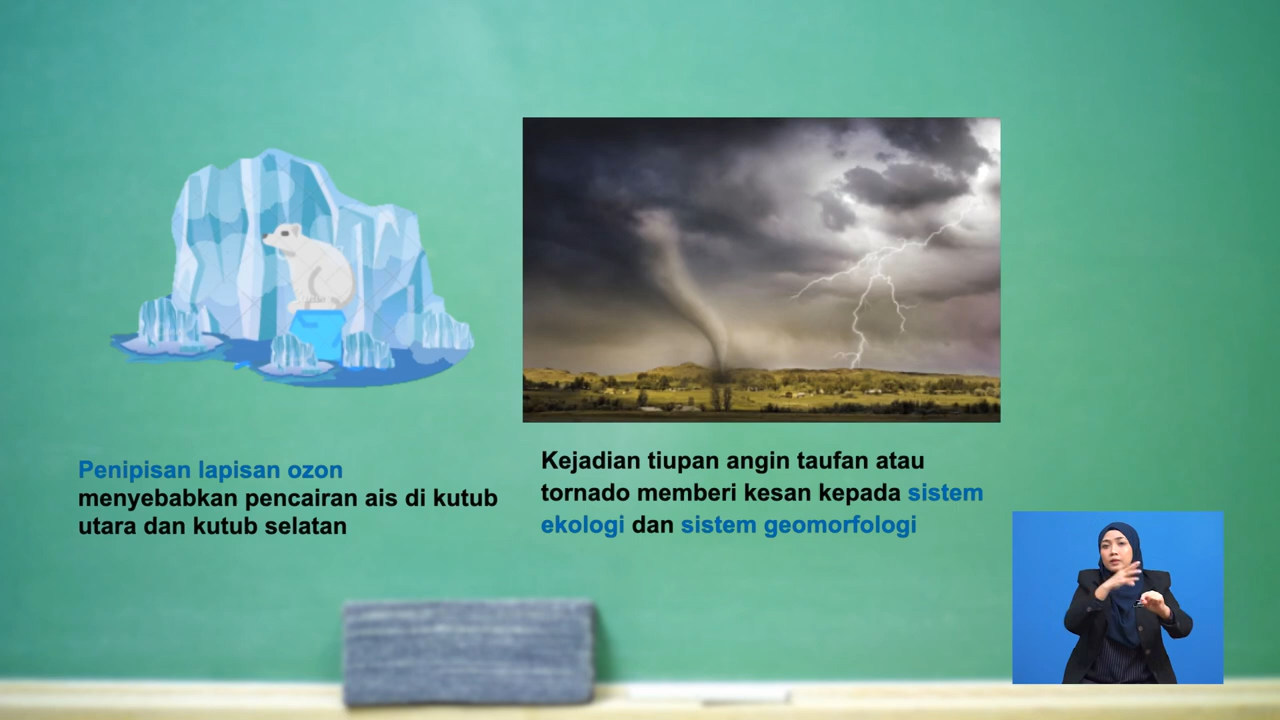 Penipisan lapisan ozon
menyebabkan pencairan ais di kutub
utara dan kutub selatan
Kejadian tiupan angin taufan atau
tornado memberi kesan kepada sistem
ekologi dan sistem geomorfologi